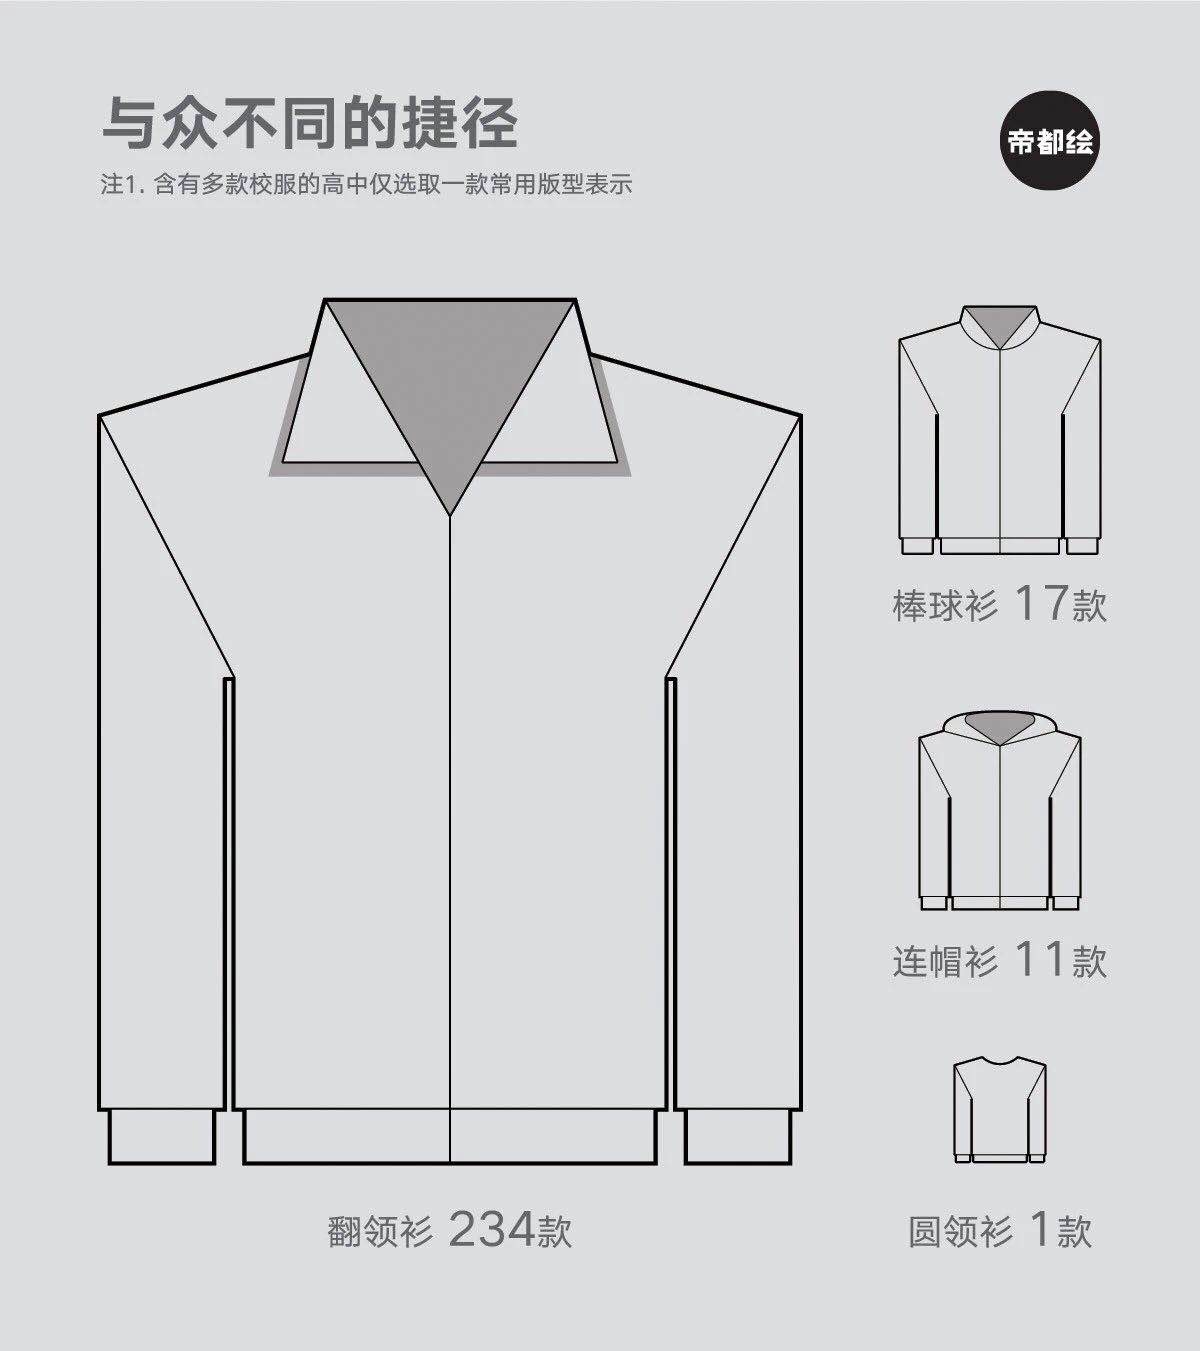 与众不同的捷径
帝都绘
注1. 含有多款校服的高中仅选取一款常用版型表示
棒球衫 17款
连帽衫 11款
翻领衫 234款
圆领衫 1款